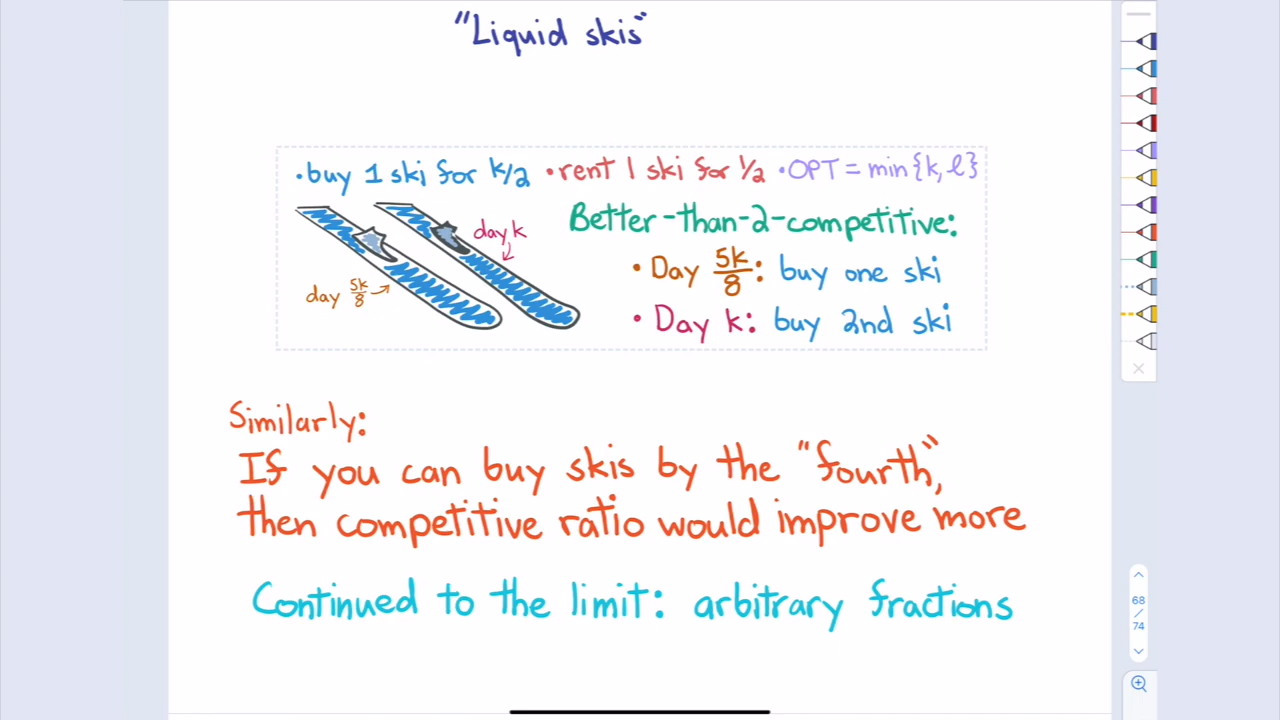 "Liquid skis"
• buy 1 ski for k/2 • rent 1 ski for 1/2 • OPT = min{k, ℓ}
Better-than-2-competitive:
day k
• Day 5k/8: buy one ski
day 5k/8
• Day k: buy 2nd ski
Similarly:
If you can buy skis by the "fourth",
then competitive ratio would improve more
Continued to the limit: arbitrary fractions
68
/
74